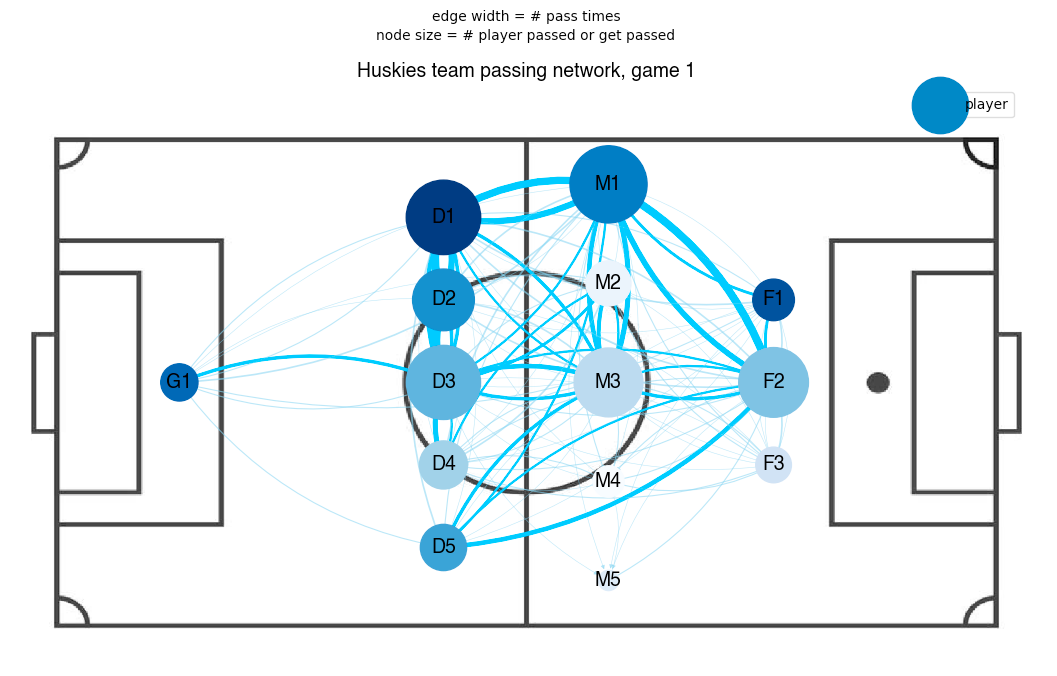 edge width = # pass times
node size = # player passed or get passed
Huskies team passing network, game 1
player
M1
D1
M2
D2
F1
G1
D3
M3
F2
D4
F3
M4
D5
M5